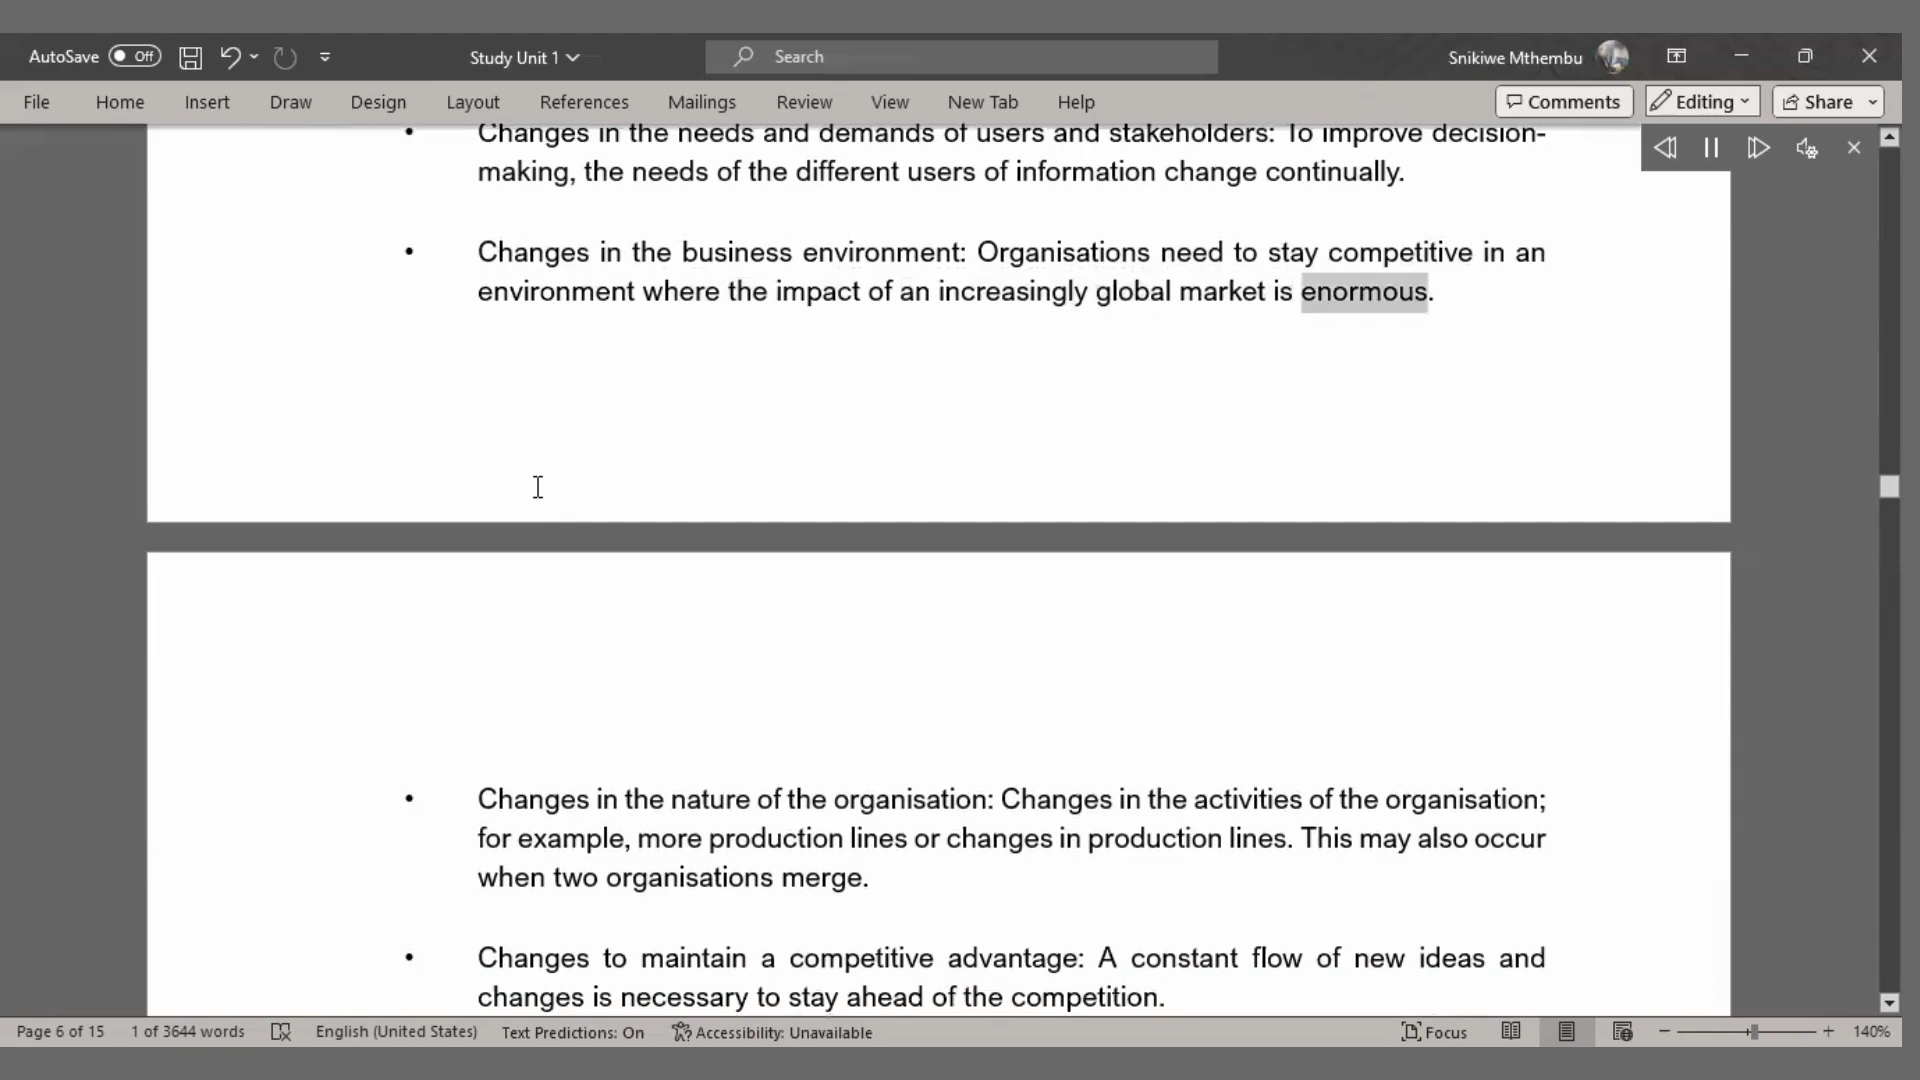 AutoSave Off Study Unit 1 Search Snikiwe Mthembu
File Home Insert Draw Design Layout References Mailings Review View New Tab Help Comments Editing Share
• Changes in the needs and demands of users and stakeholders: To improve decision-
making, the needs of the different users of information change continually.
• Changes in the business environment: Organisations need to stay competitive in an
environment where the impact of an increasingly global market is enormous.
• Changes in the nature of the organisation: Changes in the activities of the organisation;
for example, more production lines or changes in production lines. This may also occur
when two organisations merge.
• Changes to maintain a competitive advantage: A constant flow of new ideas and
changes is necessary to stay ahead of the competition.
Page 6 of 15 1 of 3644 words English (United States) Text Predictions: On Accessibility: Unavailable Focus 140%